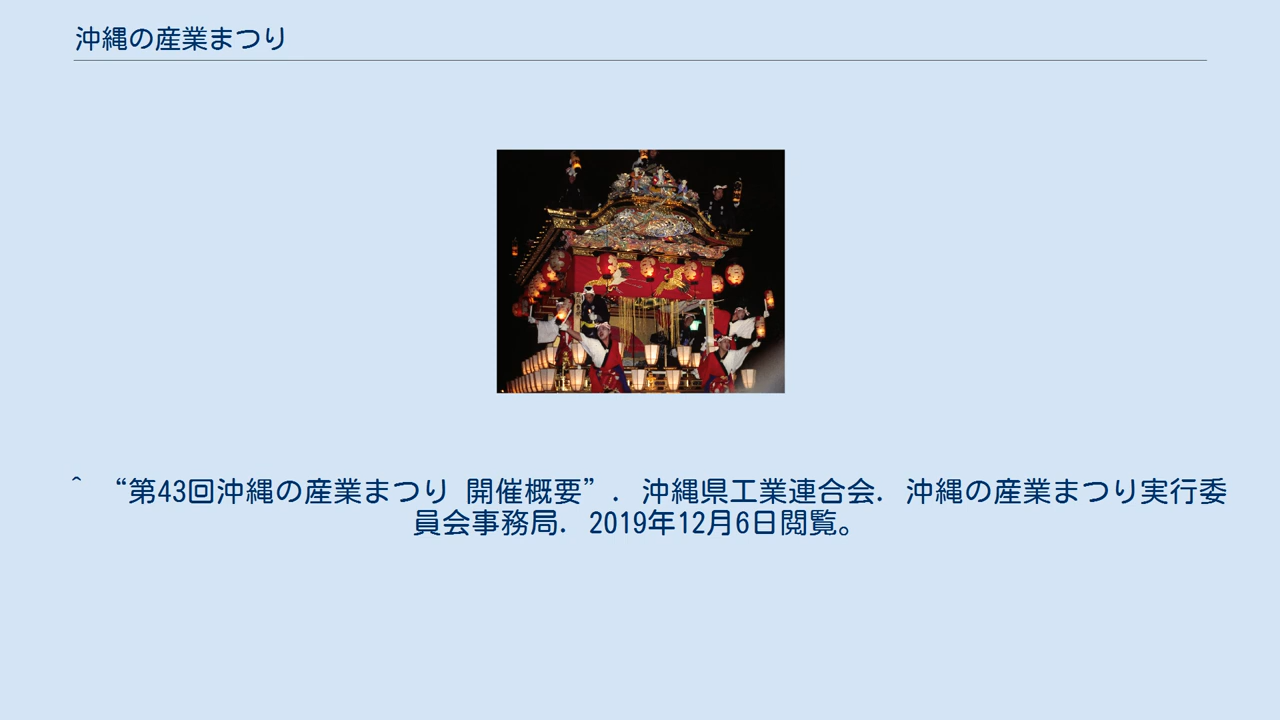 沖縄の産業まつり
^ “第43回沖縄の産業まつり 開催概要”. 沖縄県工業連合会. 沖縄の産業まつり実行委
員会事務局. 2019年12月6日閲覧。